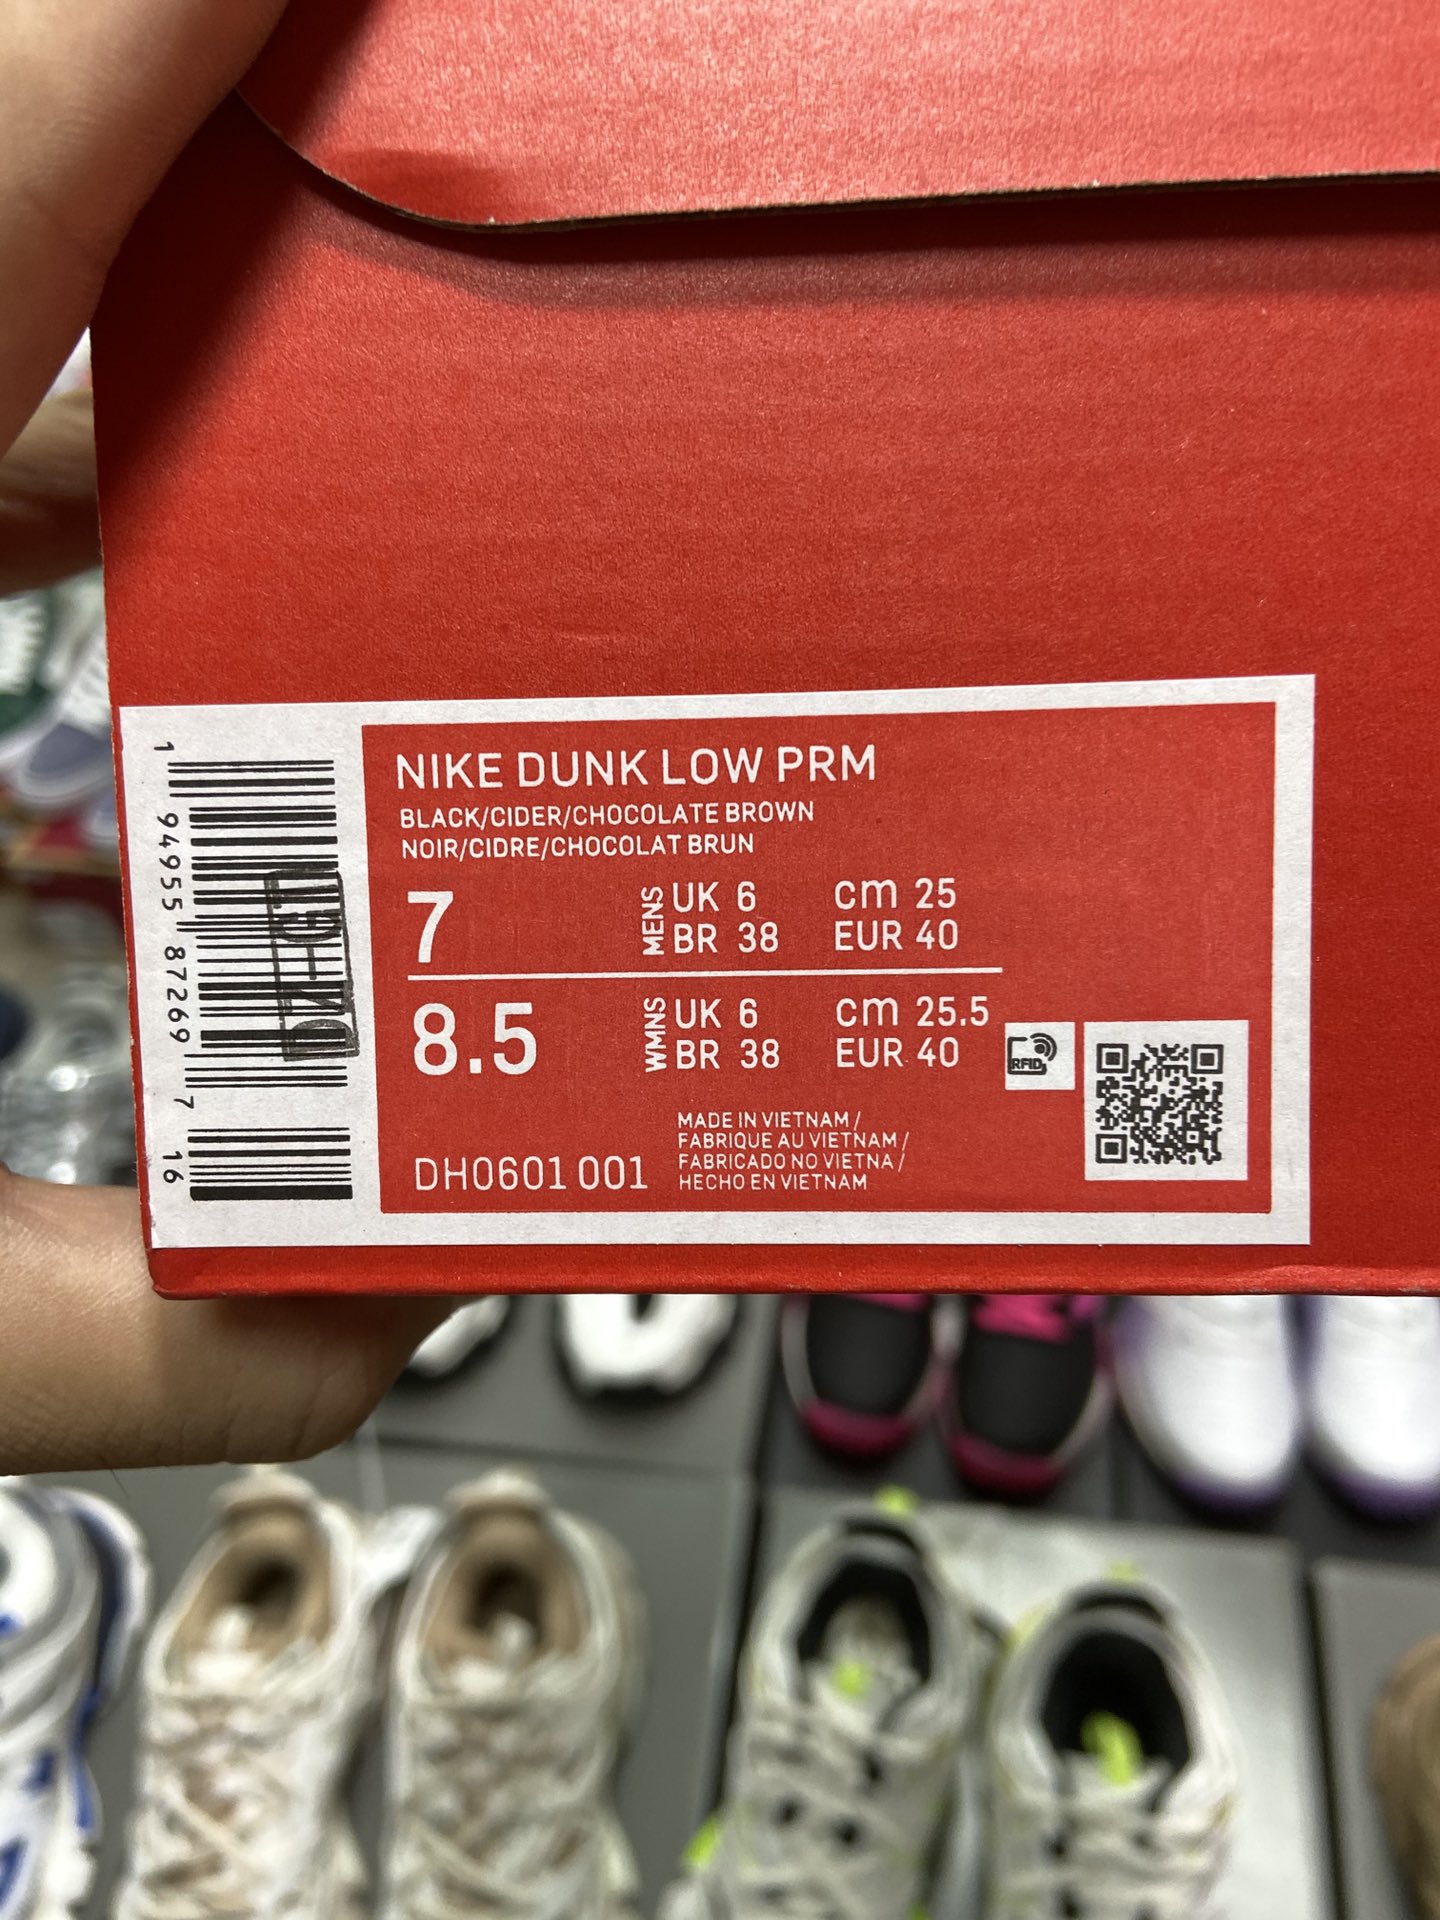 NIKE DUNK LOW PRM
BLACK/CIDER/CHOCOLATE BROWN
NOIR/CIDRE/CHOCOLAT BRUN
7
MENS
UK 6
cm 25
BR 38
EUR 40
8.5
WMNS
UK 6
cm 25.5
BR 38
EUR 40
RFID
MADE IN VIETNAM /
FABRIQUE AU VIETNAM /
FABRICADO NO VIETNA /
HECHO EN VIETNAM
DH0601 001
1 94955 87269 7
16